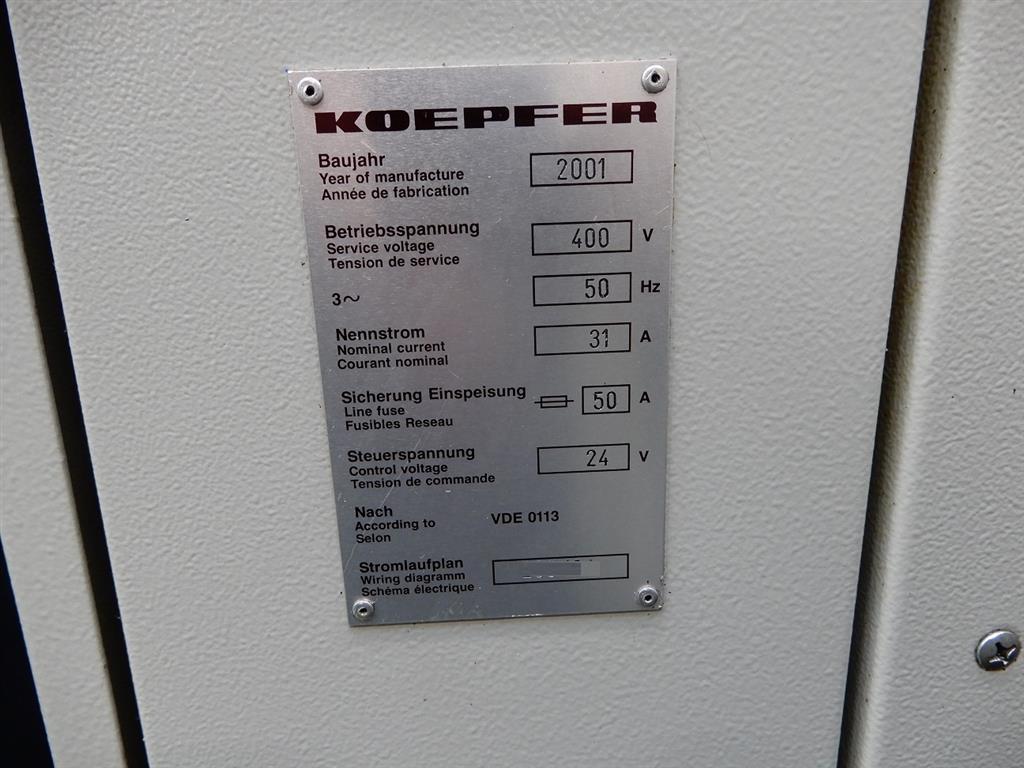 KOEPFER
Baujahr
Year of manufacture
Année de fabrication
2001
Betriebsspannung
Service voltage
Tension de service
400 V
3~
50 Hz
Nennstrom
Nominal current
Courant nominal
31 A
Sicherung Einspeisung
Line fuse
Fusibles Reseau
50 A
Steuerspannung
Control voltage
Tension de commande
24 V
Nach
According to
Selon
VDE 0113
Stromlaufplan
Wiring diagramm
Schéma électrique